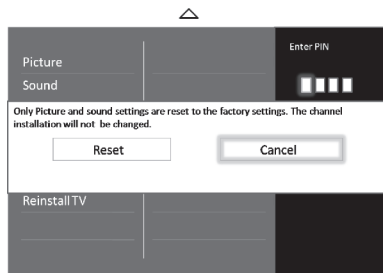 Enter PIN
Picture
Sound
Only Picture and sound settings are reset to the factory settings. The channel
installation will not be changed.
Reset Cancel
Reinstall TV